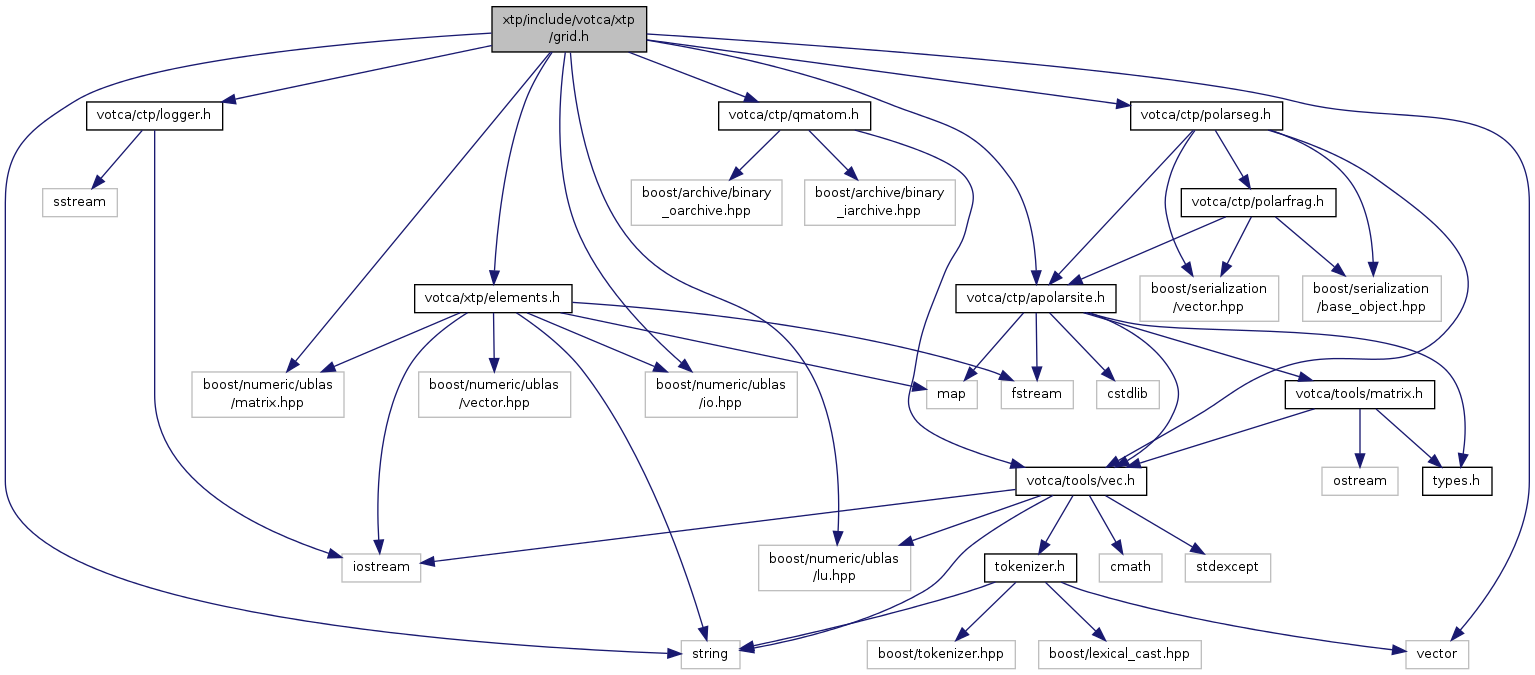 xtp/include/votca/xtp
/grid.h
votca/ctp/logger.h
votca/ctp/qmatom.h
votca/ctp/polarseg.h
sstream
boost/archive/binary
_oarchive.hpp
boost/archive/binary
_iarchive.hpp
votca/ctp/polarfrag.h
votca/xtp/elements.h
votca/ctp/apolarsite.h
boost/serialization
/vector.hpp
boost/serialization
/base_object.hpp
boost/numeric/ublas
/matrix.hpp
boost/numeric/ublas
/vector.hpp
boost/numeric/ublas
/io.hpp
map
fstream
cstdlib
votca/tools/matrix.h
votca/tools/vec.h
ostream
types.h
iostream
boost/numeric/ublas
/lu.hpp
tokenizer.h
cmath
stdexcept
string
boost/tokenizer.hpp
boost/lexical_cast.hpp
vector